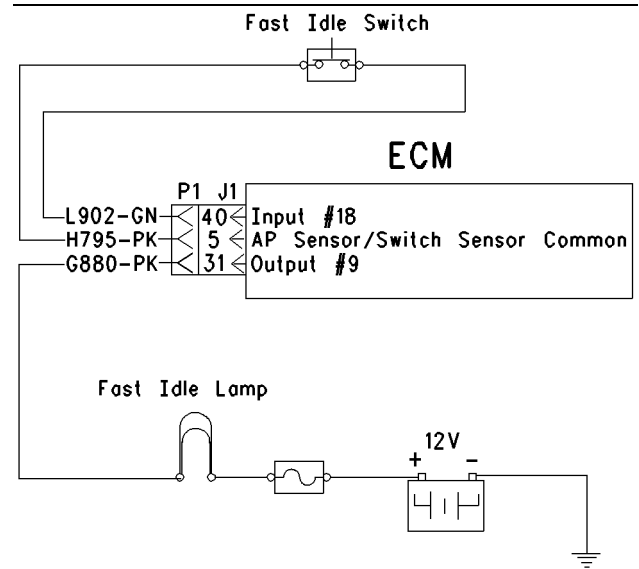 Fast Idle Switch
ECM
P1 J1
L902-GN 40 Input #18
H795-PK 5 AP Sensor/Switch Sensor Common
G880-PK 31 Output #9
Fast Idle Lamp
12V
+ -